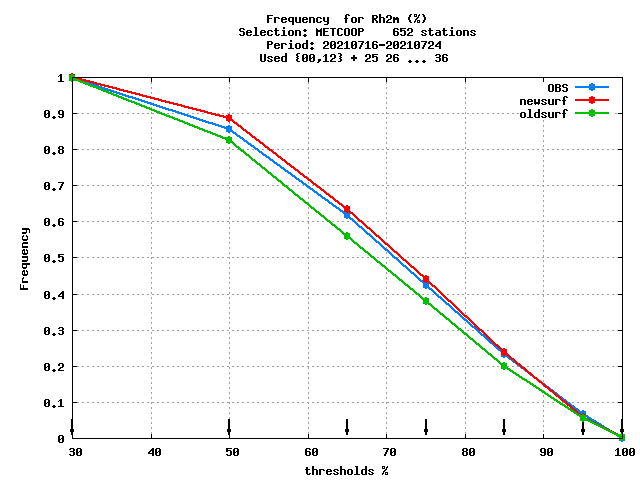 Frequency  for Rh2m (%)
Selection: METCOOP    652 stations
Period: 20210716-20210724
Used {00,12} + 25 26 ... 36
OBS
newsurf
oldsurf
1
0.9
0.8
0.7
0.6
0.5
0.4
0.3
0.2
0.1
0
Frequency
30 40 50 60 70 80 90 100
thresholds %